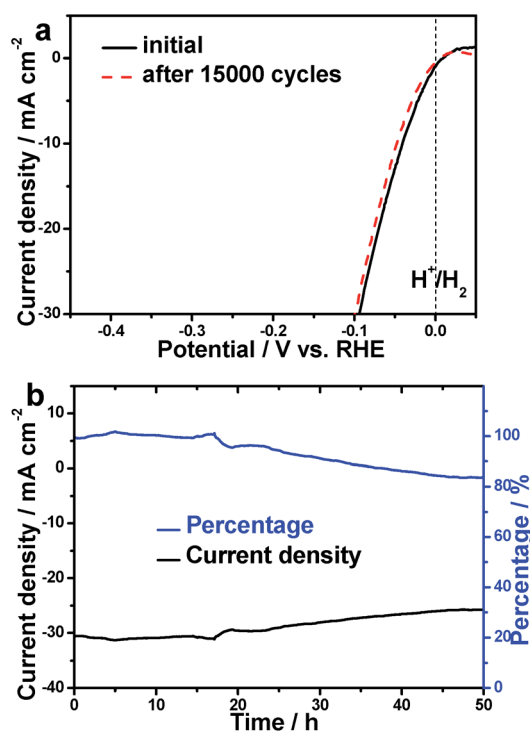 a
initial
after 15000 cycles
Current density / mA cm⁻²
0
-10
-20
-30
H⁺/H₂
-0.4 -0.3 -0.2 -0.1 0.0
Potential / V vs. RHE
b
Current density / mA cm⁻²
10
0
-10
-20
-30
-40
Percentage
Current density
100
80
60
40
20
0
Percentage / %
0 10 20 30 40 50
Time / h